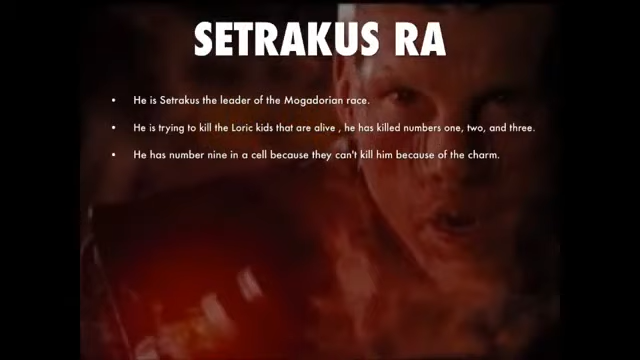 SETRAKUS RA
• He is Setrakus the leader of the Mogadorian race.
• He is trying to kill the Loric kids that are alive , he has killed numbers one, two, and three.
• He has number nine in a cell because they can't kill him because of the charm.